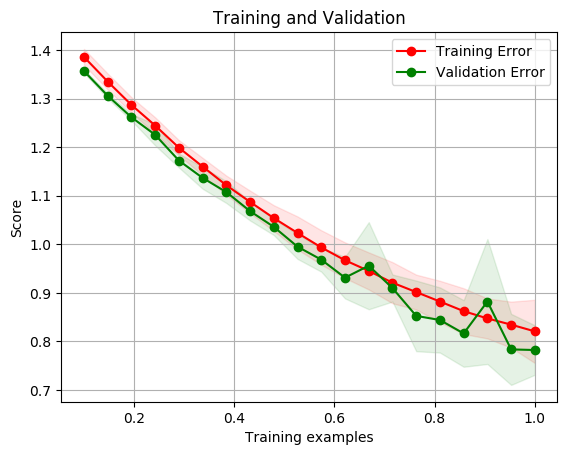 Training and Validation
Training Error
Validation Error
Score
1.4
1.3
1.2
1.1
1.0
0.9
0.8
0.7
0.2
0.4
0.6
0.8
1.0
Training examples